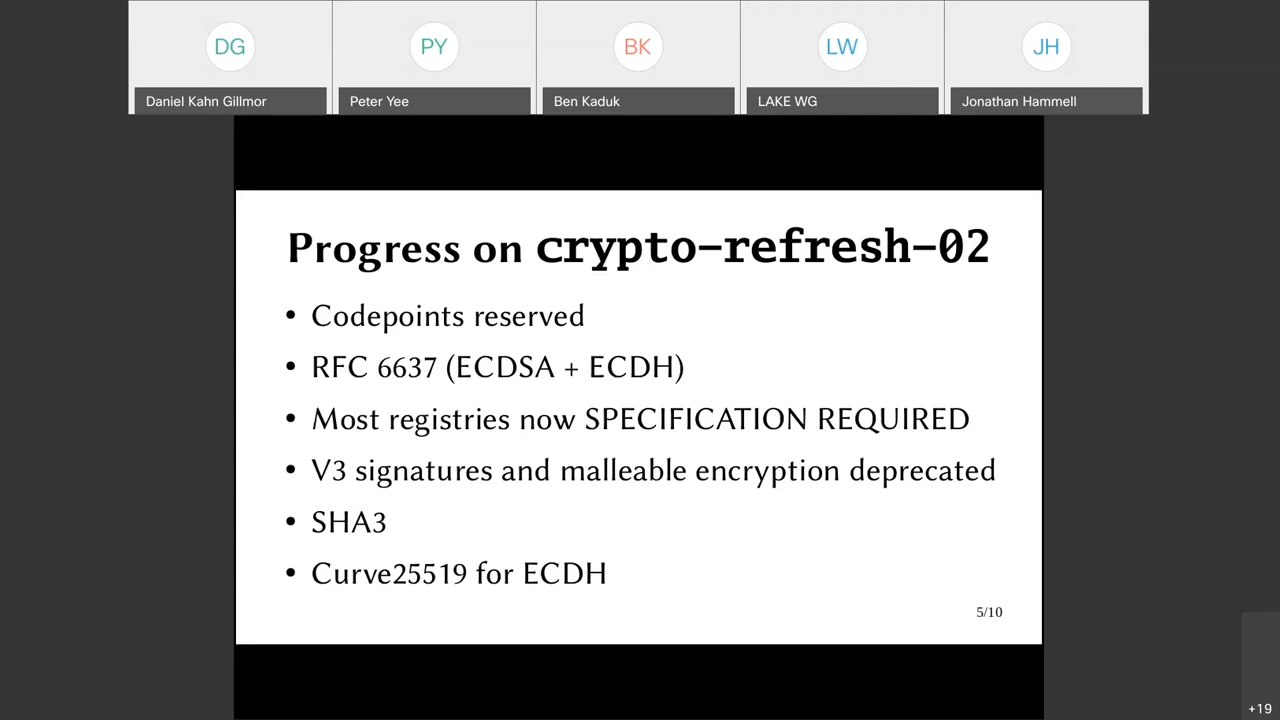 DG
PY
BK
LW
JH
Daniel Kahn Gillmor
Peter Yee
Ben Kaduk
LAKE WG
Jonathan Hammell
Progress on crypto-refresh-02
• Codepoints reserved
• RFC 6637 (ECDSA + ECDH)
• Most registries now SPECIFICATION REQUIRED
• V3 signatures and malleable encryption deprecated
• SHA3
• Curve25519 for ECDH
5/10
+19